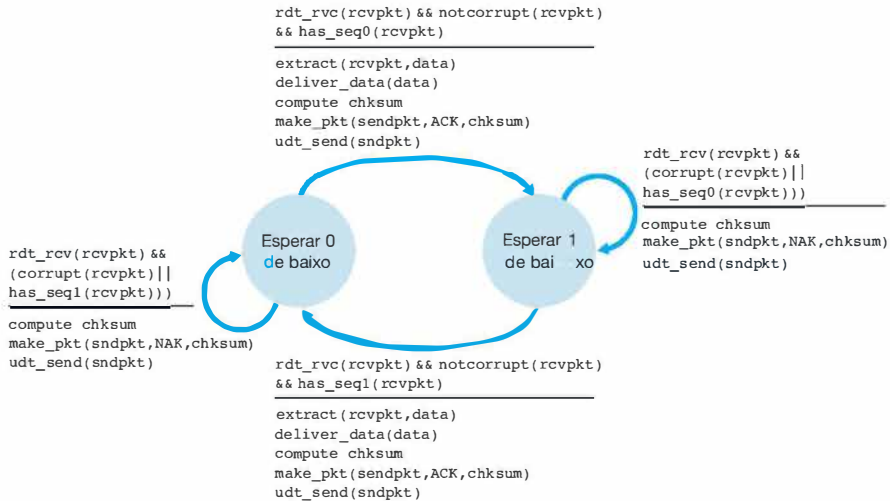 rdt_rvc(rcvpkt) && notcorrupt(rcvpkt)
&& has_seq0(rcvpkt)
extract(rcvpkt,data)
deliver_data(data)
compute chksum
make_pkt(sendpkt,ACK,chksum)
udt_send(sndpkt)
rdt_rcv(rcvpkt) &&
(corrupt(rcvpkt)||
has_seq0(rcvpkt)))
compute chksum
make_pkt(sndpkt,NAK,chksum)
udt_send(sndpkt)
Esperar 0
de baixo
Esperar 1
de bai xo
rdt_rcv(rcvpkt) &&
(corrupt(rcvpkt)||
has_seq1(rcvpkt)))
compute chksum
make_pkt(sndpkt,NAK,chksum)
udt_send(sndpkt)
rdt_rvc(rcvpkt) && notcorrupt(rcvpkt)
&& has_seq1(rcvpkt)
extract(rcvpkt,data)
deliver_data(data)
compute chksum
make_pkt(sendpkt,ACK,chksum)
udt_send(sndpkt)